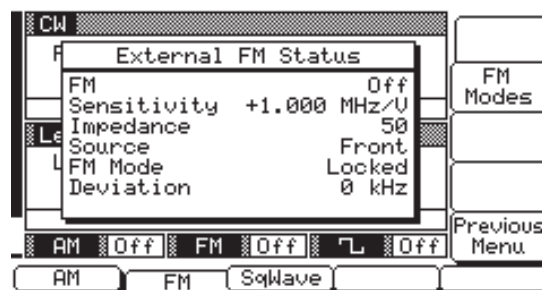 CW
External FM Status
FM Off
Sensitivity +1.000 MHz/V
Impedance 50
Source Front
FM Mode Locked
Deviation 0 kHz
FM
Modes
Previous
Menu
AM Off FM Off Off
AM FM SqWave